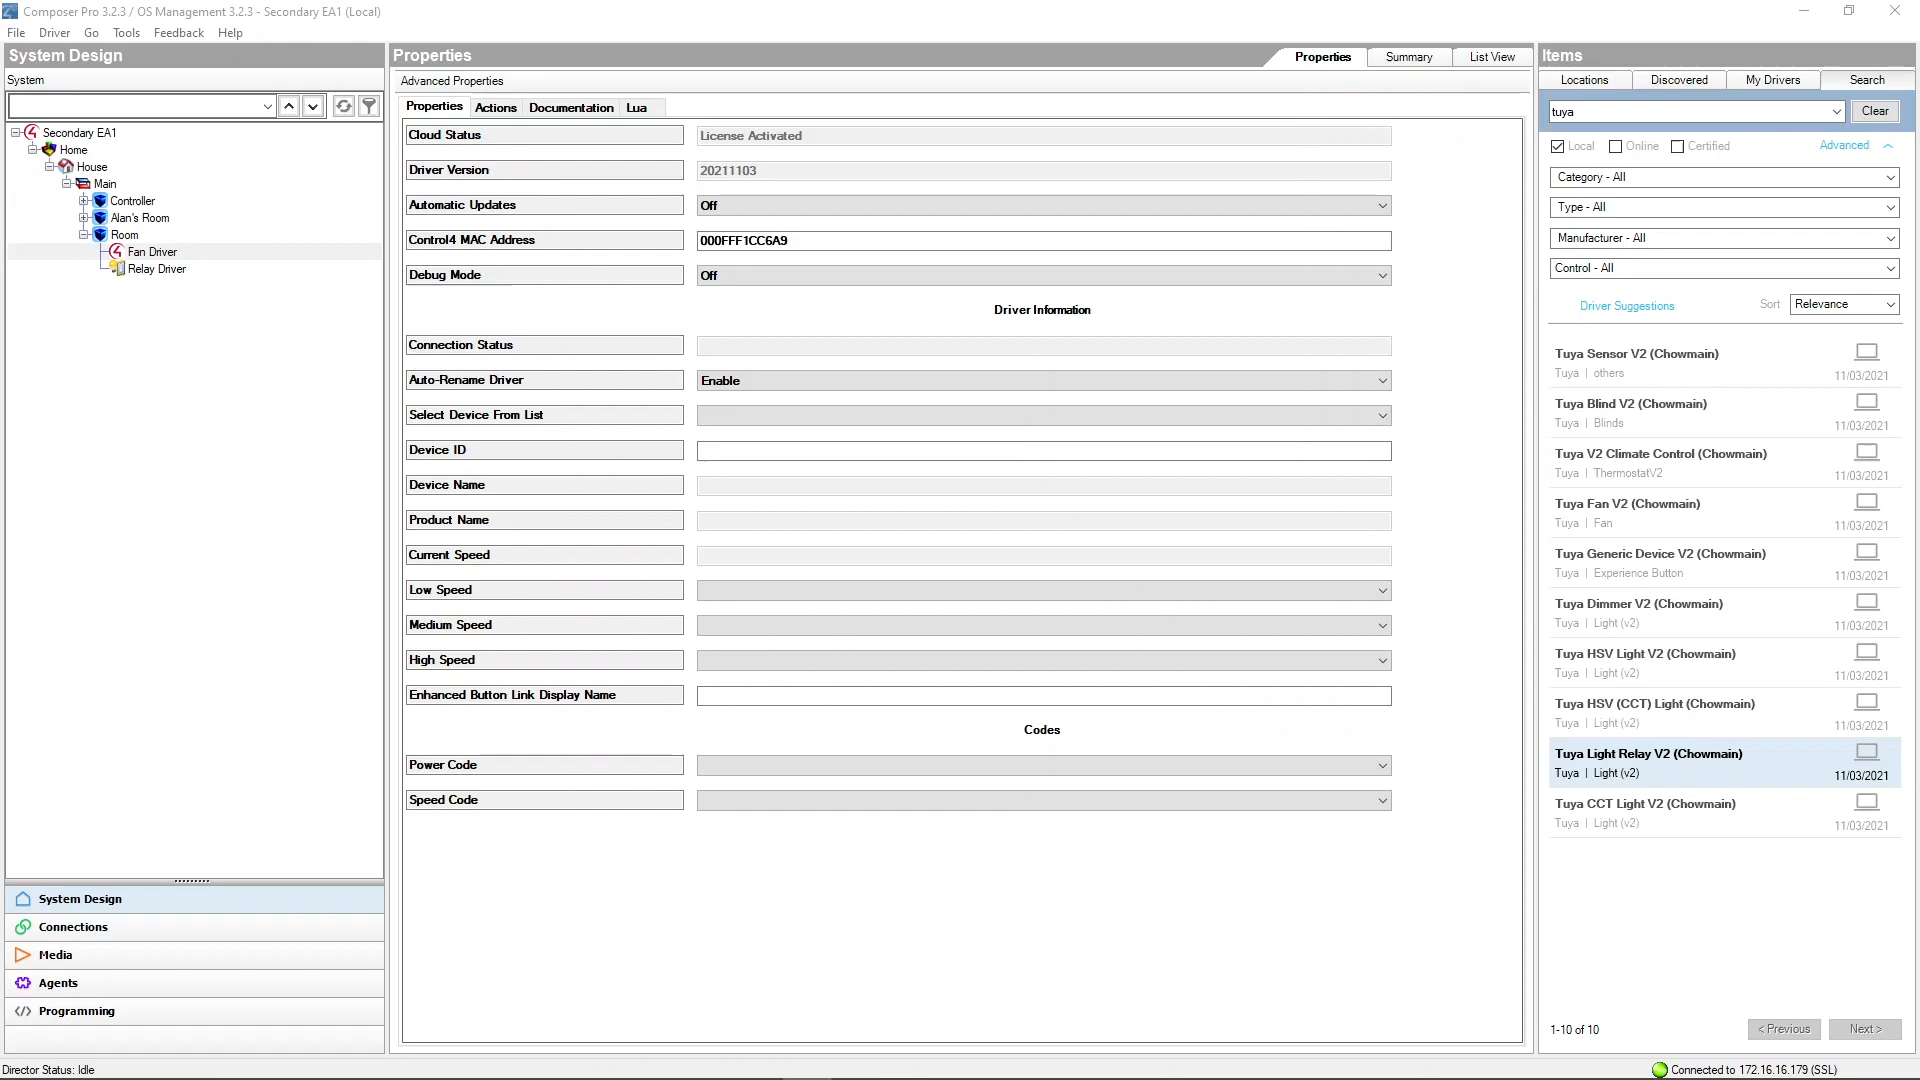 Composer Pro 3.2.3 / OS Management 3.2.3 - Secondary EA1 (Local)
File Driver Go Tools Feedback Help
System Design
System
Secondary EA1
Home
House
Main
Controller
Alan's Room
Room
Fan Driver
Relay Driver
System Design
Connections
Media
Agents
Programming
Properties
Properties Summary List View
Advanced Properties
Properties Actions Documentation Lua
Cloud Status License Activated
Driver Version 20211103
Automatic Updates Off
Control4 MAC Address 000FFF1CC6A9
Debug Mode Off
Driver Information
Connection Status
Auto-Rename Driver Enable
Select Device From List
Device ID
Device Name
Product Name
Current Speed
Low Speed
Medium Speed
High Speed
Enhanced Button Link Display Name
Codes
Power Code
Speed Code
Items
Locations Discovered My Drivers Search
tuya Clear
Local Online Certified Advanced
Category - All
Type - All
Manufacturer - All
Control - All
Driver Suggestions Sort Relevance
Tuya Sensor V2 (Chowmain)
Tuya | others 11/03/2021
Tuya Blind V2 (Chowmain)
Tuya | Blinds 11/03/2021
Tuya V2 Climate Control (Chowmain)
Tuya | ThermostatV2 11/03/2021
Tuya Fan V2 (Chowmain)
Tuya | Fan 11/03/2021
Tuya Generic Device V2 (Chowmain)
Tuya | Experience Button 11/03/2021
Tuya Dimmer V2 (Chowmain)
Tuya | Light (v2) 11/03/2021
Tuya HSV Light V2 (Chowmain)
Tuya | Light (v2) 11/03/2021
Tuya HSV (CCT) Light (Chowmain)
Tuya | Light (v2) 11/03/2021
Tuya Light Relay V2 (Chowmain)
Tuya | Light (v2) 11/03/2021
Tuya CCT Light V2 (Chowmain)
Tuya | Light (v2) 11/03/2021
1-10 of 10 < Previous Next >
Director Status: Idle Connected to 172.16.16.179 (SSL)